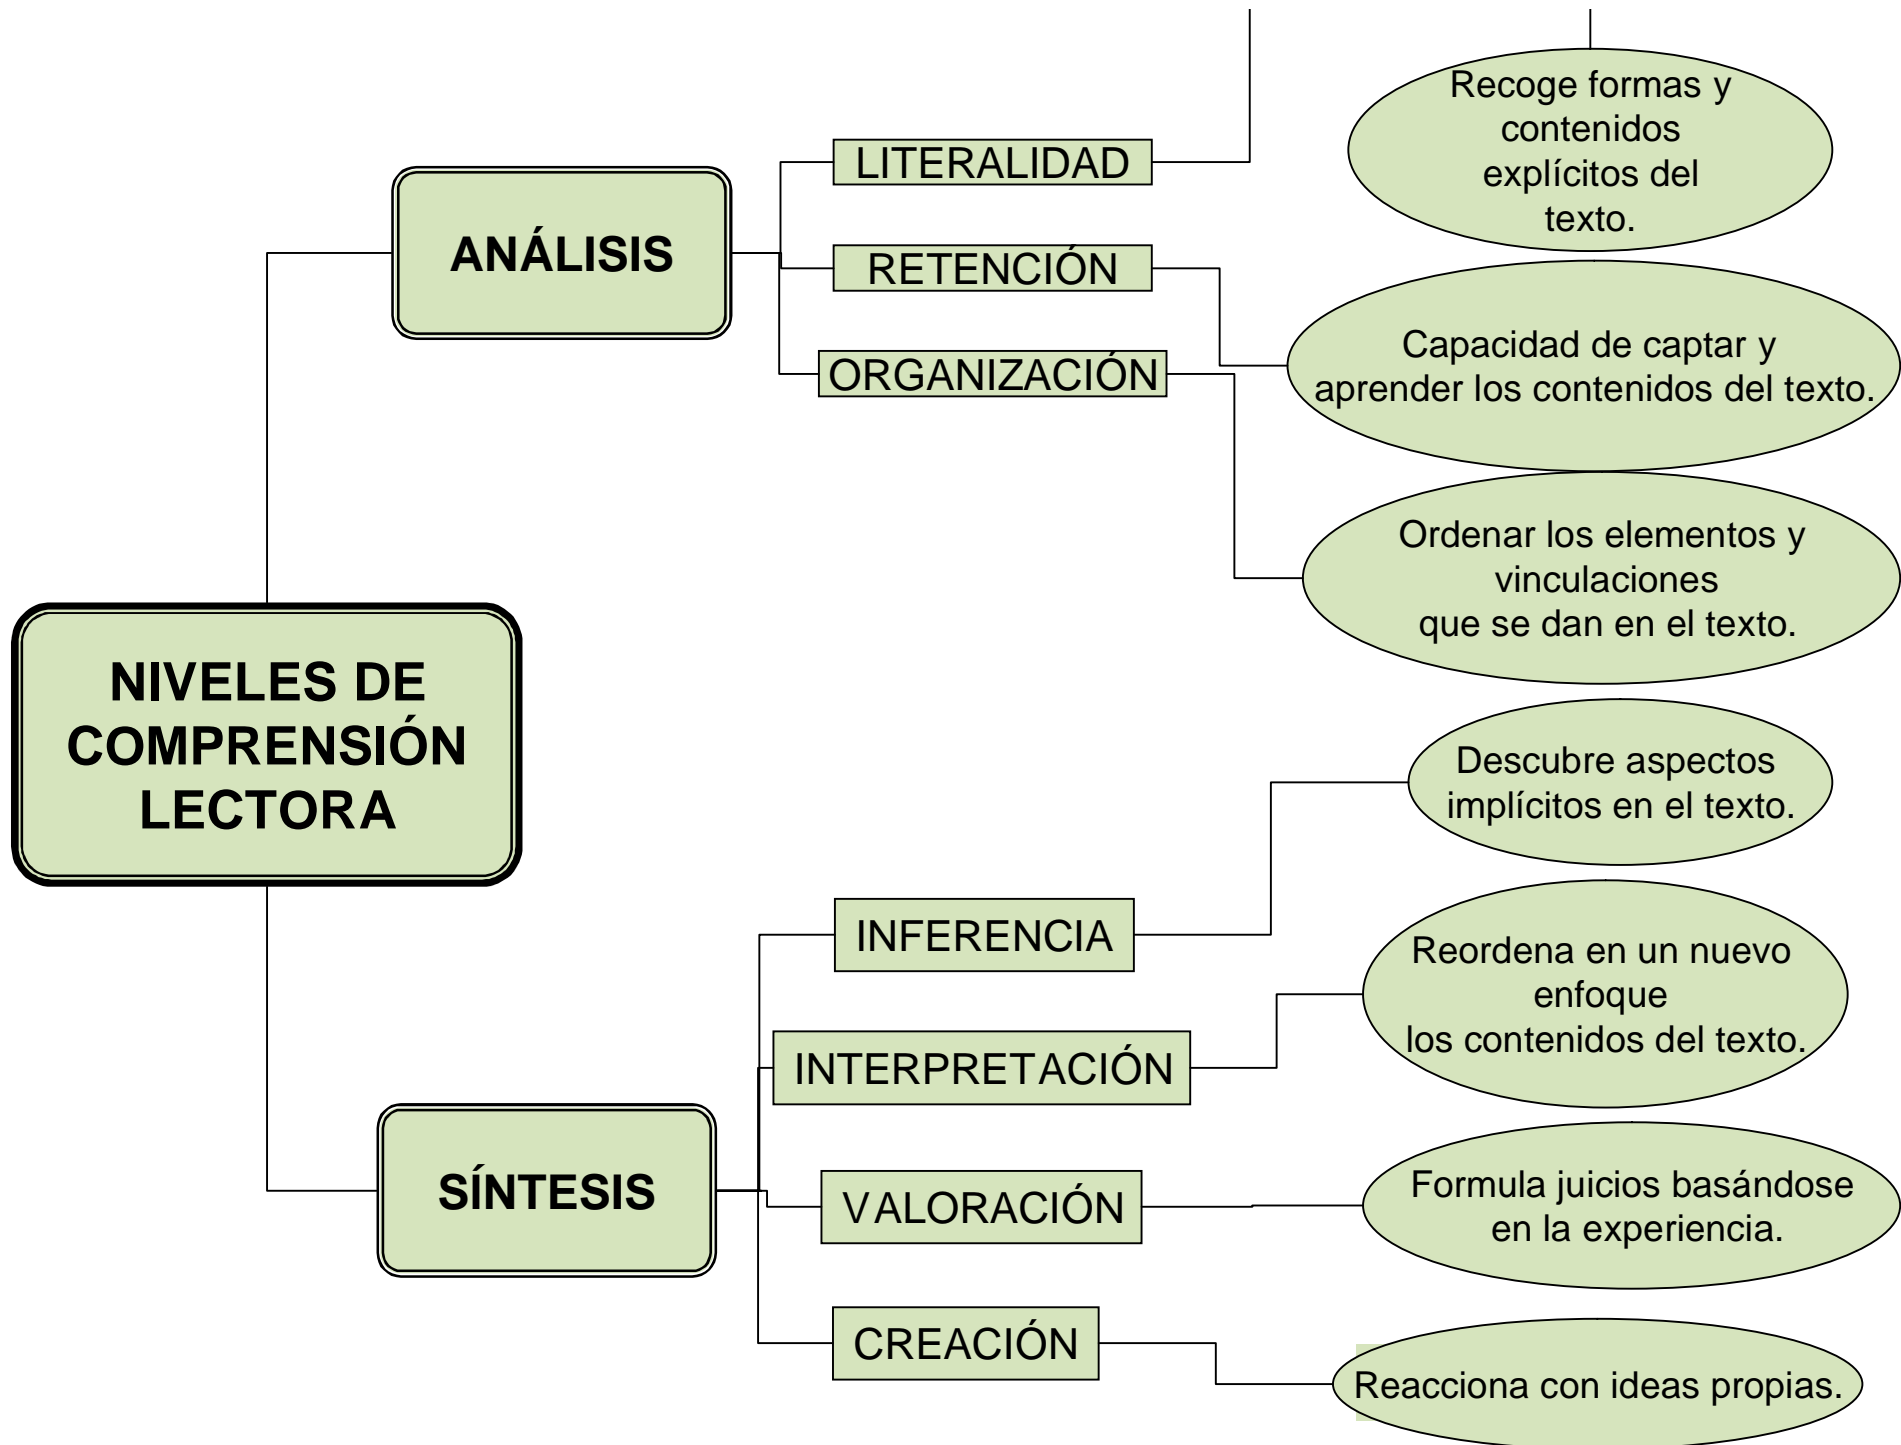 NIVELES DE
COMPRENSIÓN
LECTORA
ANÁLISIS
LITERALIDAD
Recoge formas y
contenidos
explícitos del
texto.
RETENCIÓN
Capacidad de captar y
aprender los contenidos del texto.
ORGANIZACIÓN
Ordenar los elementos y
vinculaciones
que se dan en el texto.
SÍNTESIS
INFERENCIA
Descubre aspectos
implícitos en el texto.
INTERPRETACIÓN
Reordena en un nuevo
enfoque
los contenidos del texto.
VALORACIÓN
Formula juicios basándose
en la experiencia.
CREACIÓN
Reacciona con ideas propias.